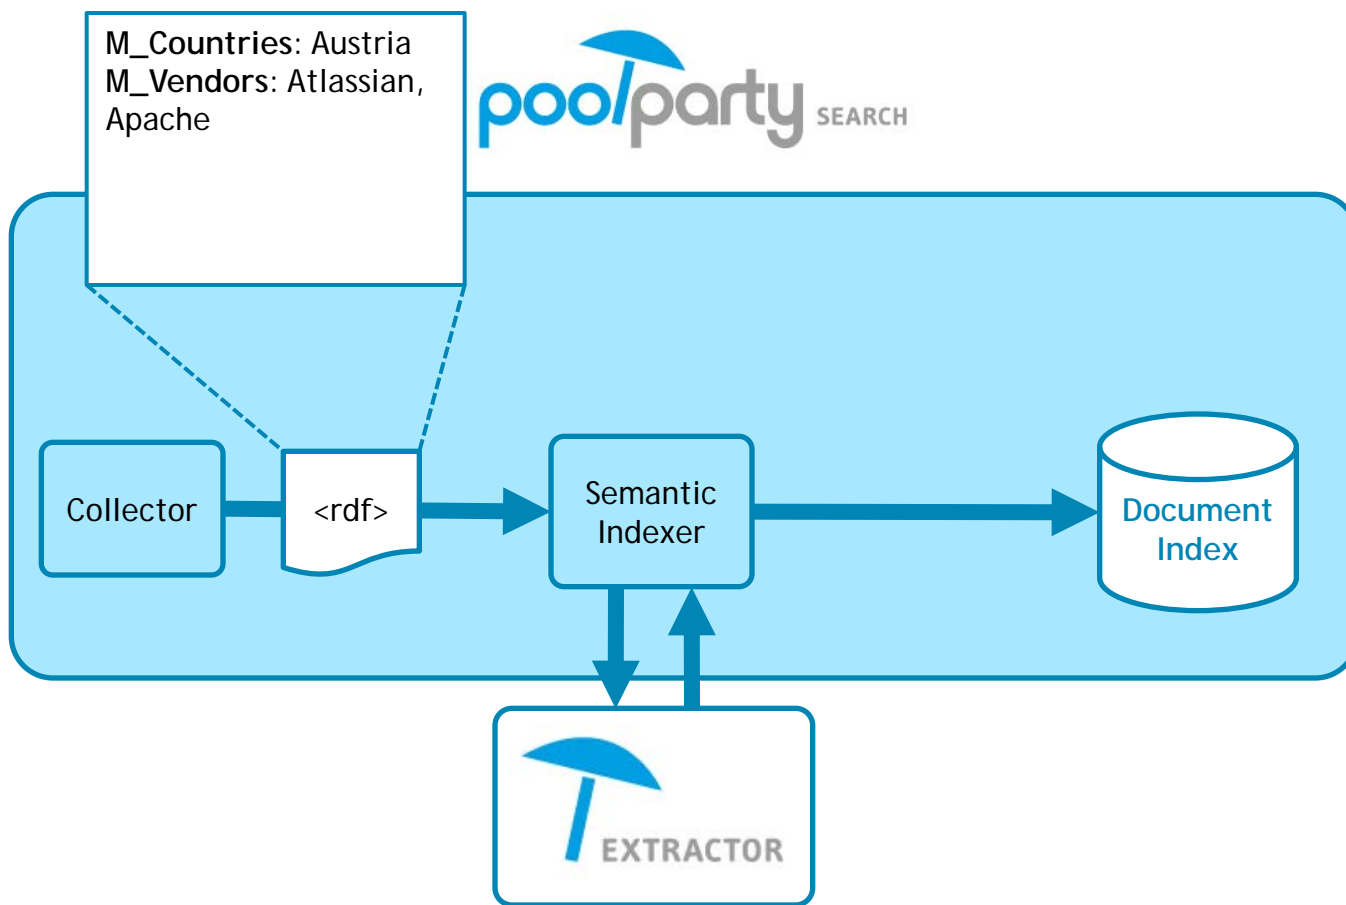 M_Countries: Austria
M_Vendors: Atlassian,
Apache
poolparty SEARCH
Collector
<rdf>
Semantic
Indexer
Document
Index
EXTRACTOR